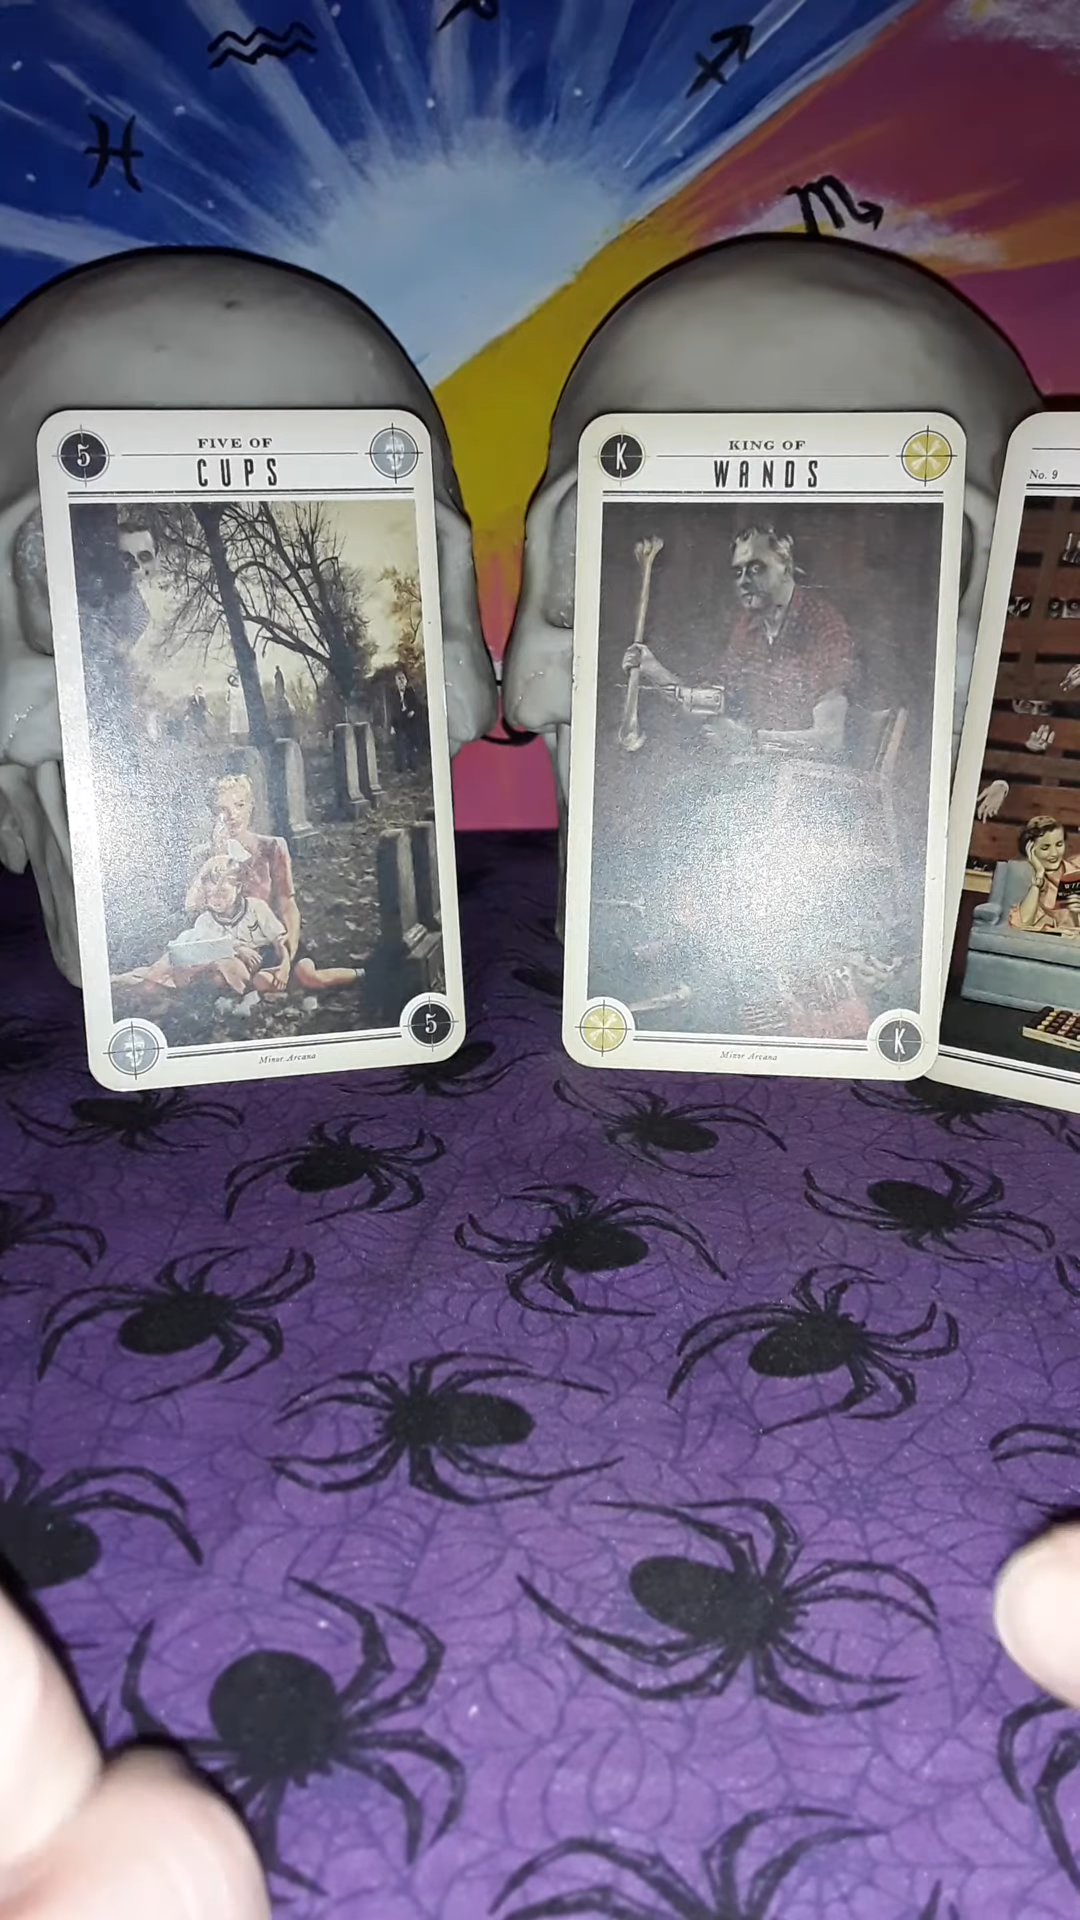 5
FIVE OF
CUPS
5
Minor Arcana
K
KING OF
WANDS
K
Minor Arcana
No. 9